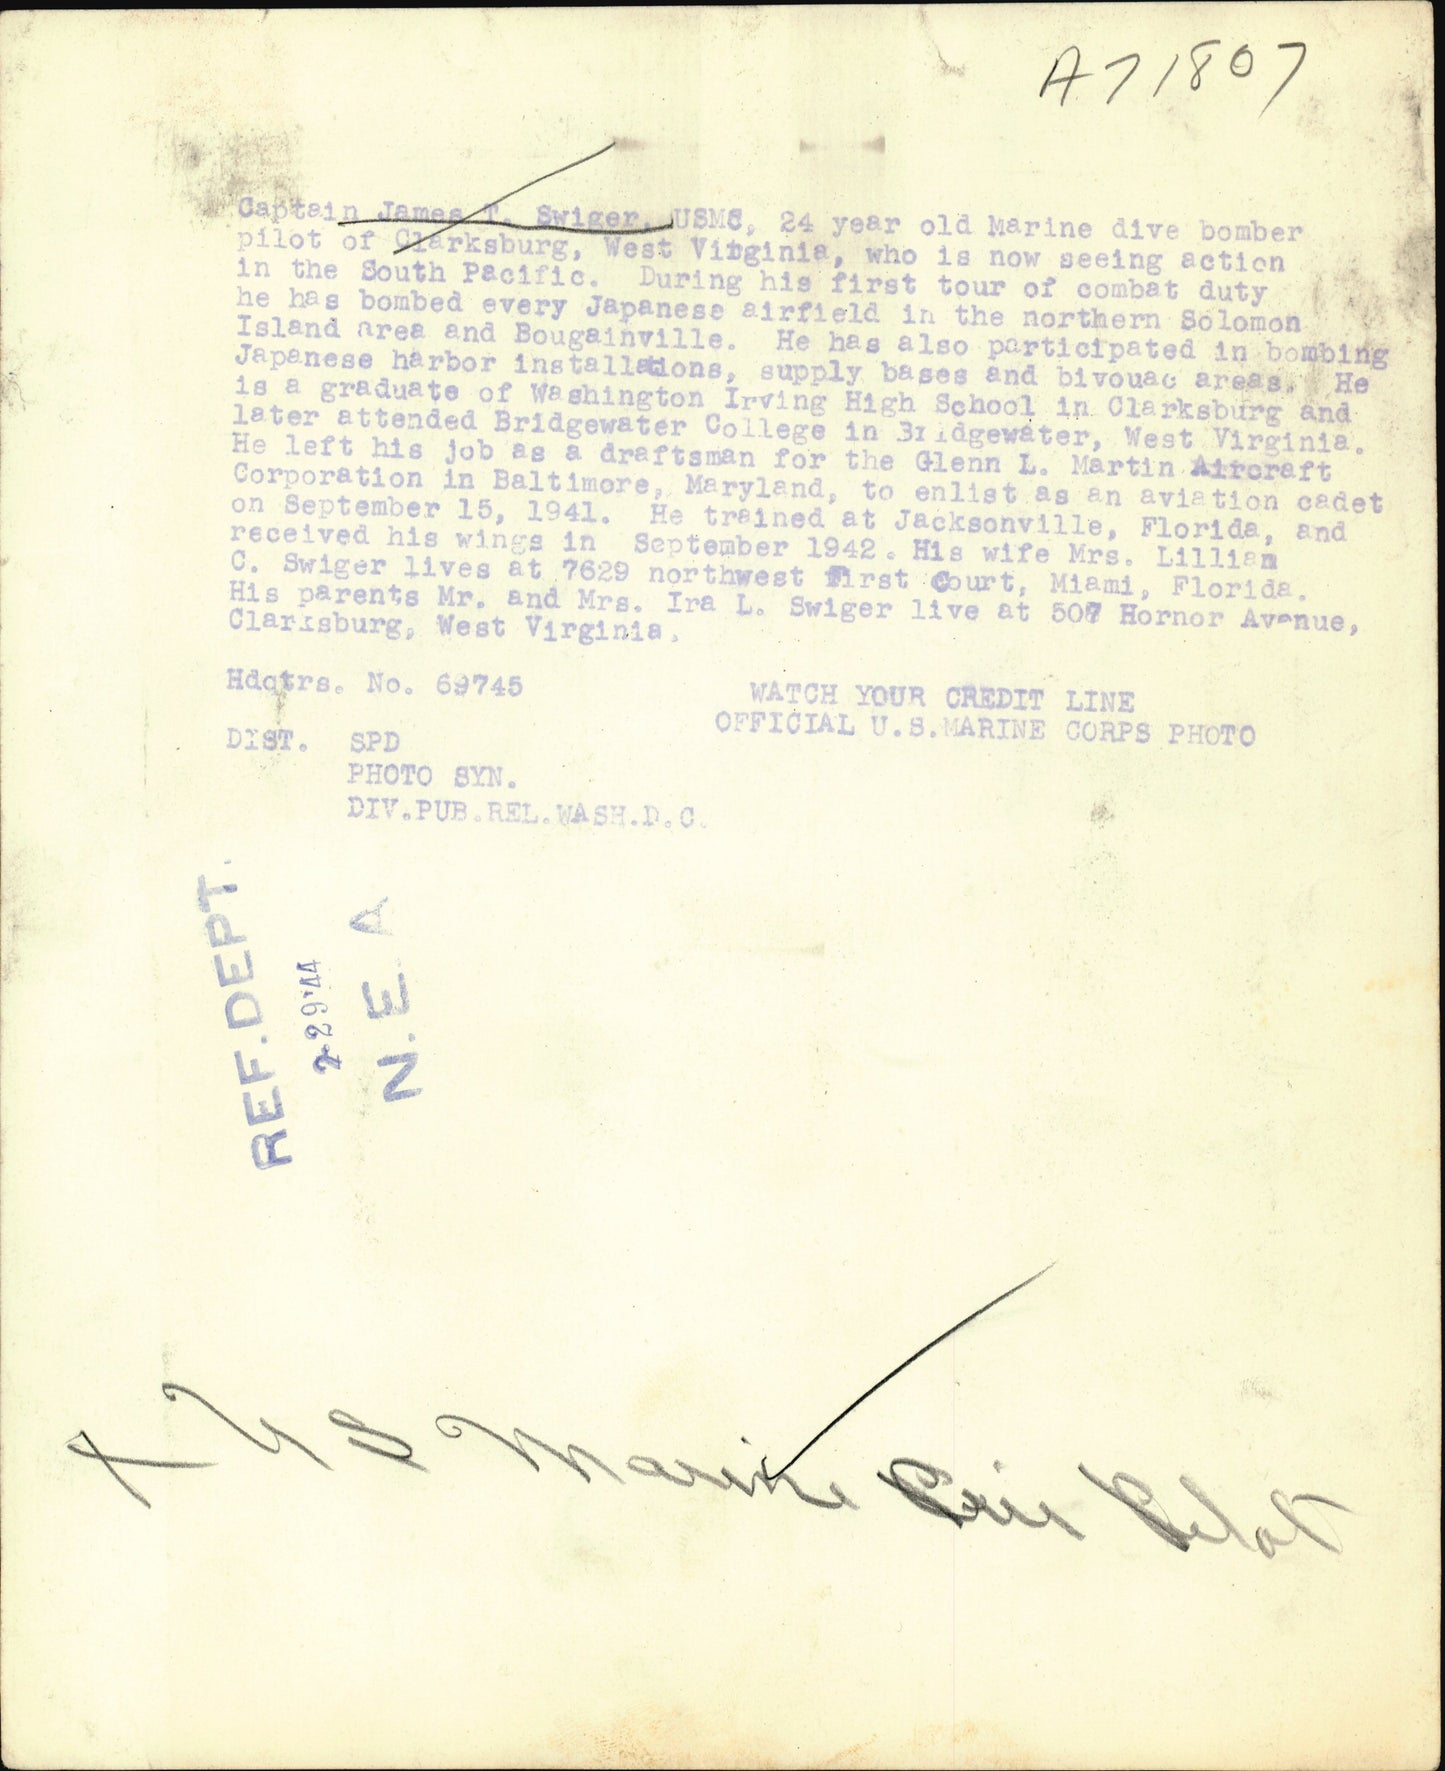 A71807
Captain James T. Swiger, USMC, 24 year old Marine dive bomber
pilot of Clarksburg, West Virginia, who is now seeing action
in the South Pacific. During his first tour of combat duty
he has bombed every Japanese airfield in the northern Solomon
Island area and Bougainville. He has also participated in bombing
Japanese harbor installations, supply bases and bivouac areas. He
is a graduate of Washington Irving High School in Clarksburg and
later attended Bridgewater College in Bridgewater, West Virginia.
He left his job as a draftsman for the Glenn L. Martin Aircraft
Corporation in Baltimore, Maryland, to enlist as an aviation cadet
on September 15, 1941. He trained at Jacksonville, Florida, and
received his wings in September 1942. His wife Mrs. Lillian
C. Swiger lives at 7629 northwest First Court, Miami, Florida.
His parents Mr. and Mrs. Ira L. Swiger live at 507 Hornor Avenue,
Clarksburg, West Virginia.
Hdqtrs. No. 69745
WATCH YOUR CREDIT LINE
OFFICIAL U.S.MARINE CORPS PHOTO
DIST. SPD
PHOTO SYN.
DIV.PUB.REL.WASH.D.C.
REF. DEPT.
2-29'44
N. E. A
X US Marine Air Pilot